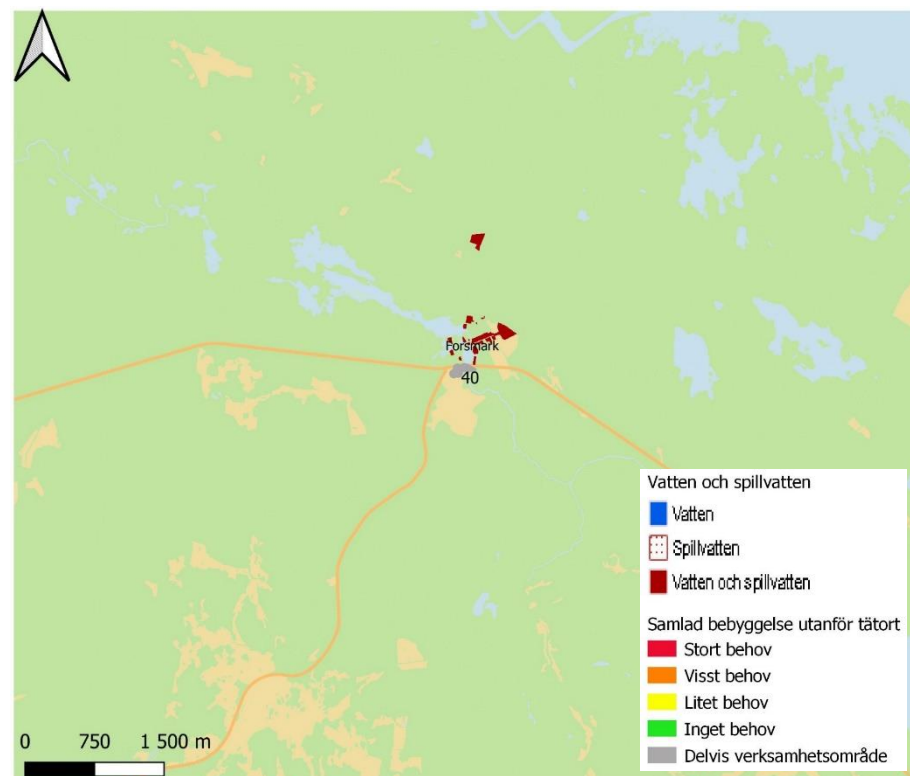 Forsmark
40
Vatten och spillvatten
Vatten
Spillvatten
Vatten och spillvatten
Samlad bebyggelse utanför tätort
Stort behov
Visst behov
Litet behov
Inget behov
Delvis verksamhetsområde
0 750 1 500 m